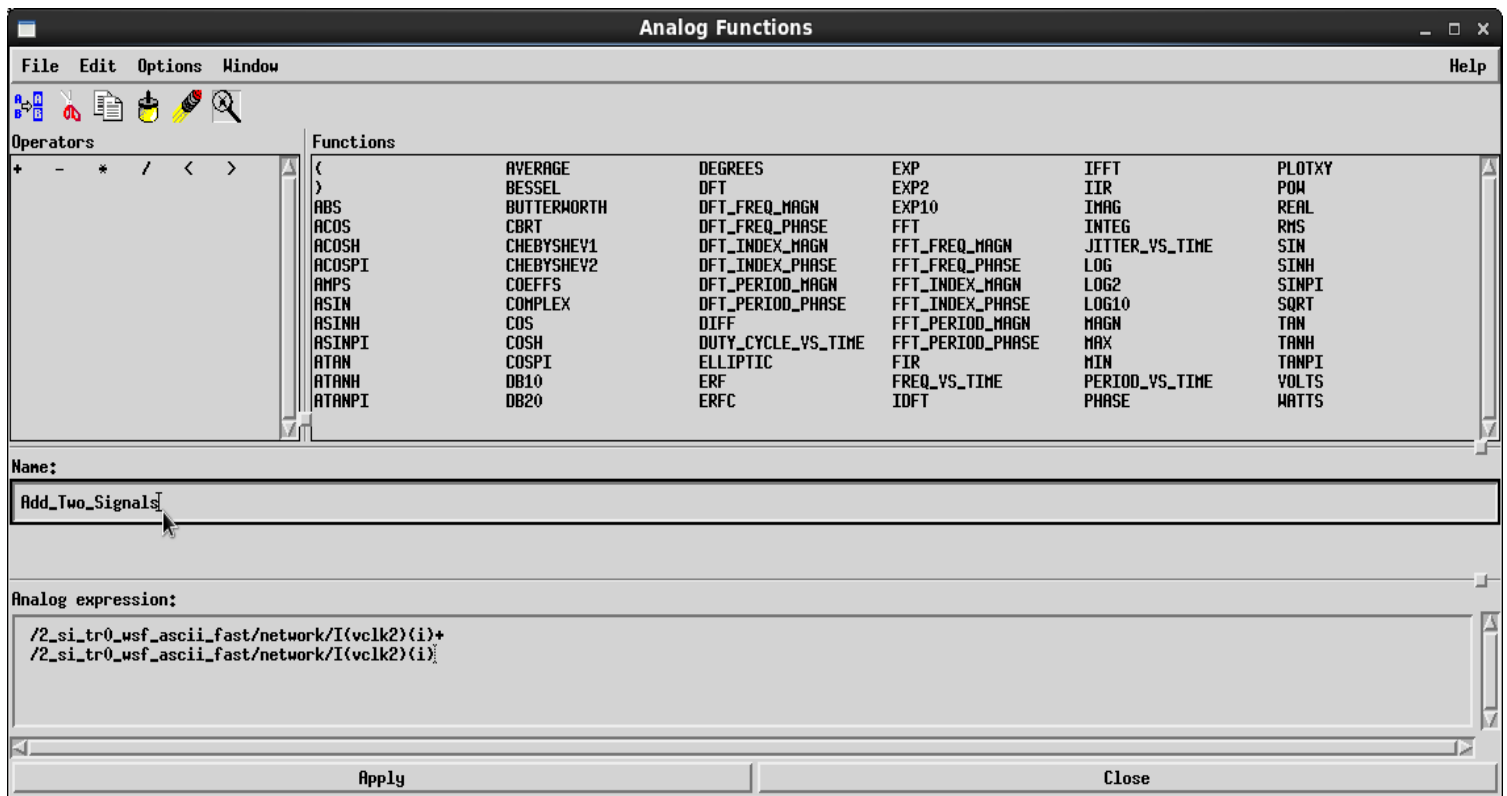 Analog Functions
File Edit Options Window Help
Operators
+ - * / < >
Functions
( AVERAGE DEGREES EXP IFFT PLOTXY
) BESSEL DFT EXP2 IIR POW
ABS BUTTERWORTH DFT_FREQ_MAGN EXP10 IMAG REAL
ACOS CBRT DFT_FREQ_PHASE FFT INTEG RMS
ACOSH CHEBYSHEV1 DFT_INDEX_MAGN FFT_FREQ_MAGN JITTER_VS_TIME SIN
ACOSPI CHEBYSHEV2 DFT_INDEX_PHASE FFT_FREQ_PHASE LOG SINH
AMPS COEFFS DFT_PERIOD_MAGN FFT_INDEX_MAGN LOG2 SINPI
ASIN COMPLEX DFT_PERIOD_PHASE FFT_INDEX_PHASE LOG10 SQRT
ASINH COS DIFF FFT_PERIOD_MAGN MAGN TAN
ASINPI COSH DUTY_CYCLE_VS_TIME FFT_PERIOD_PHASE MAX TANH
ATAN COSPI ELLIPTIC FIR MIN TANPI
ATANH DB10 ERF FREQ_VS_TIME PERIOD_VS_TIME VOLTS
ATANPI DB20 ERFC IDFT PHASE WATTS
Name:
Add_Two_Signals
Analog expression:
/2_si_tr0_wsf_ascii_fast/network/I(vclk2)(i)+
/2_si_tr0_wsf_ascii_fast/network/I(vclk2)(i)
Apply Close